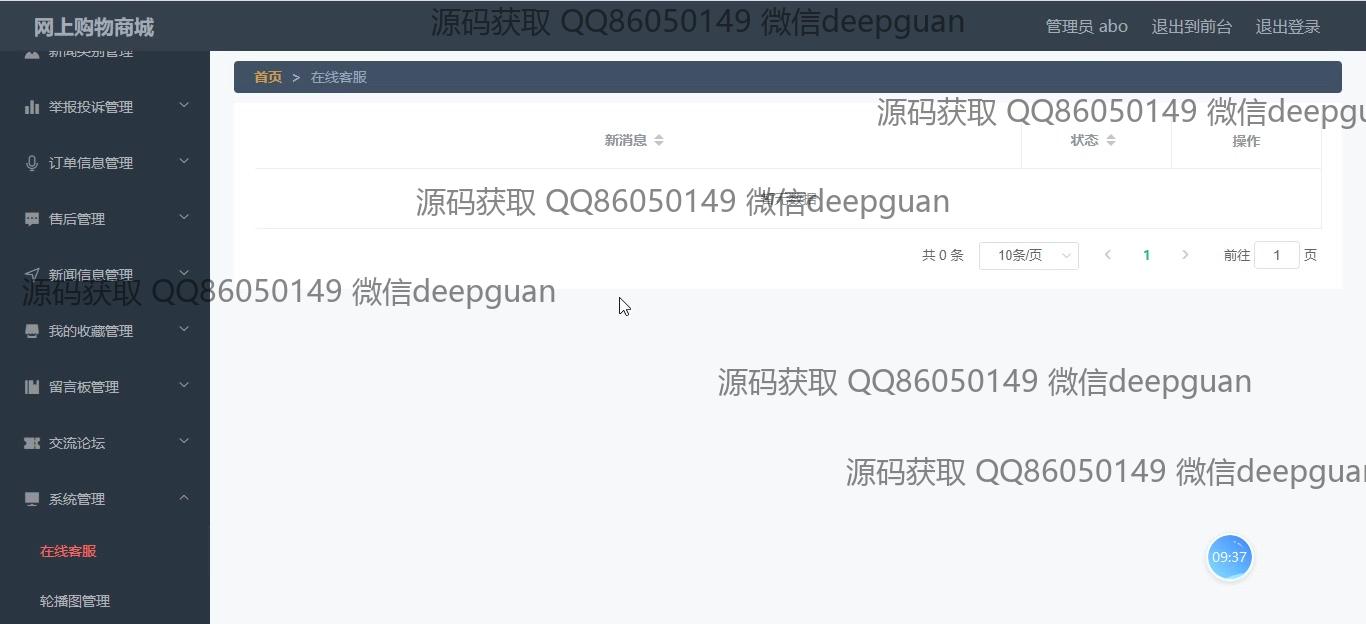 网上购物商城
源码获取 QQ86050149 微信deepguan
管理员 abo
退出到前台
退出登录
新闻类别管理
首页 > 在线客服
举报投诉管理
源码获取 QQ86050149 微信deepgu
新消息
状态
操作
订单信息管理
暂无数据
源码获取 QQ86050149 微信deepguan
售后管理
共 0 条
10条/页
1
前往 1 页
新闻信息管理
源码获取 QQ86050149 微信deepguan
我的收藏管理
留言板管理
源码获取 QQ86050149 微信deepguan
交流论坛
源码获取 QQ86050149 微信deepguan
系统管理
在线客服
09:37
轮播图管理